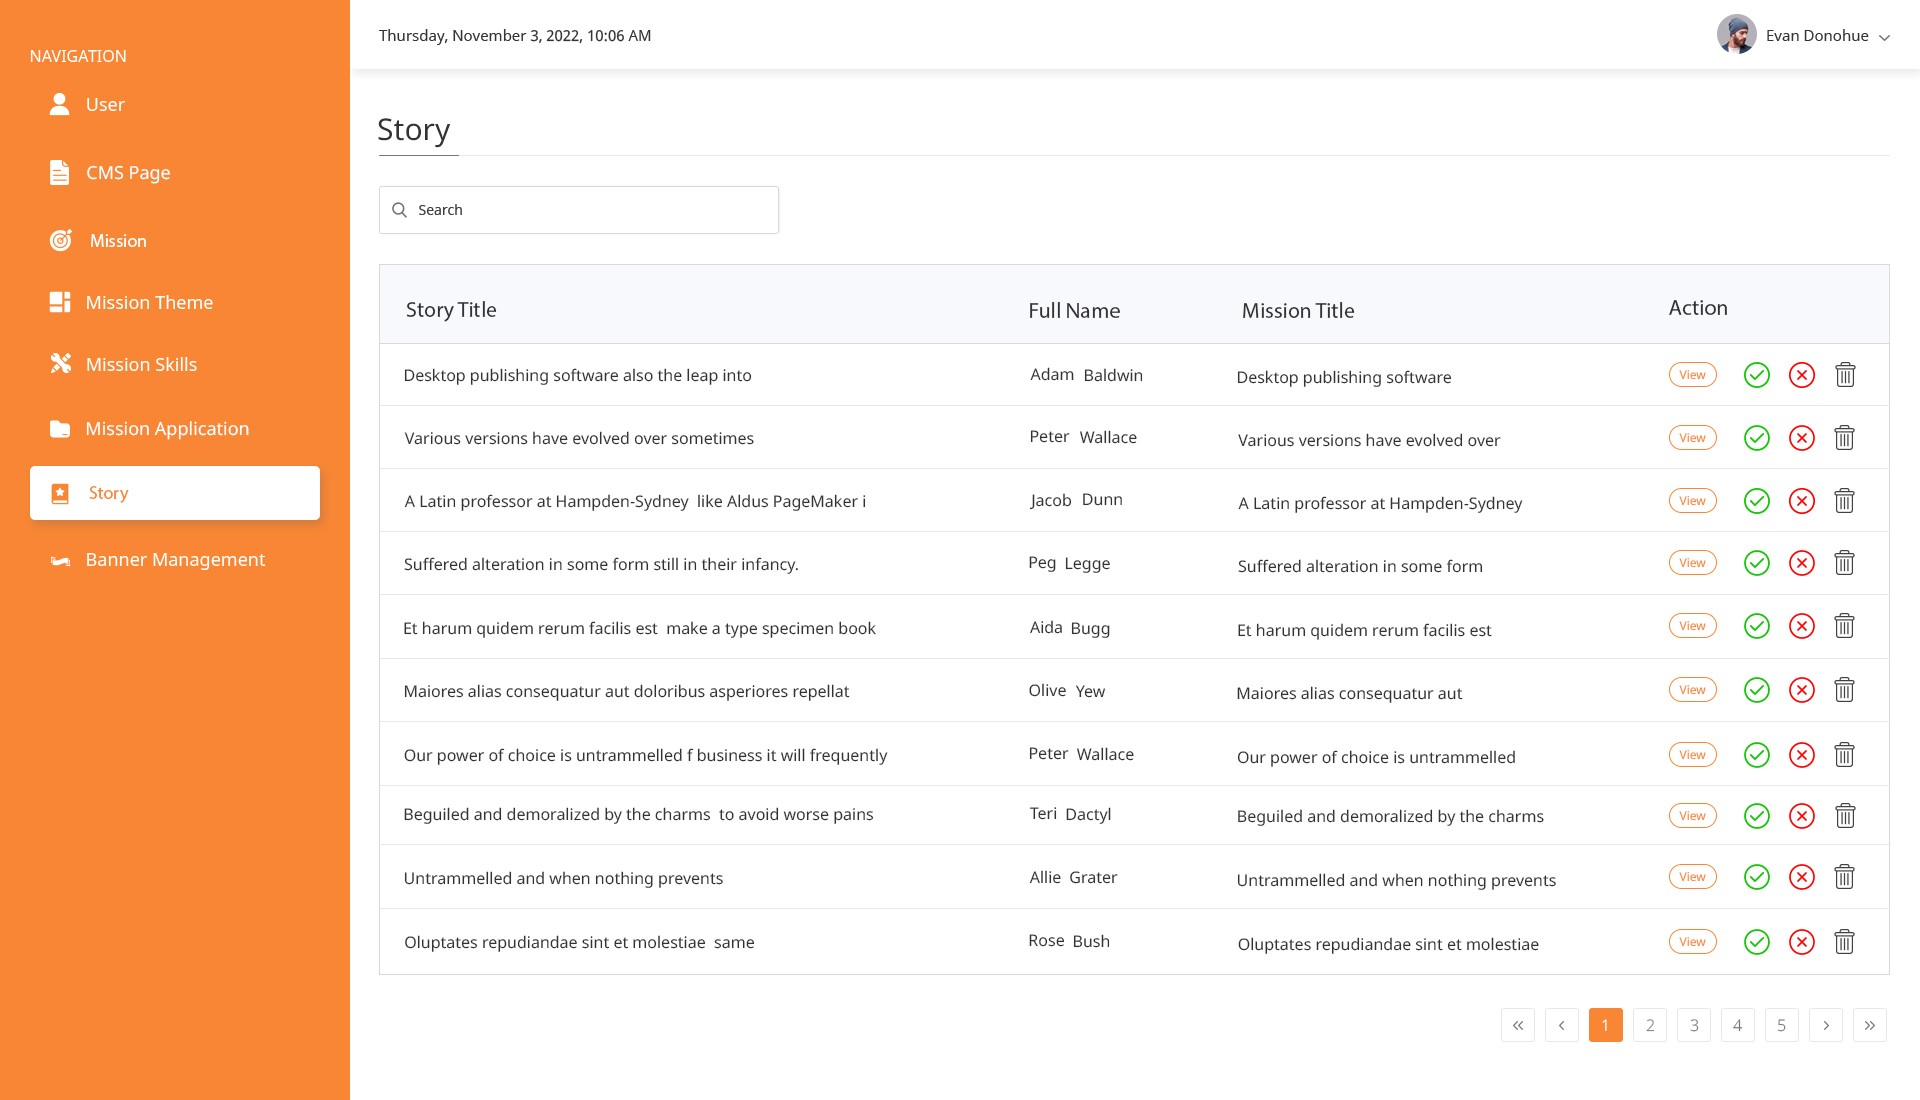 Thursday, November 3, 2022, 10:06 AM
Evan Donohue
NAVIGATION
User
CMS Page
Mission
Mission Theme
Mission Skills
Mission Application
Story
Banner Management
Story
Search
Story Title Full Name Mission Title Action
Desktop publishing software also the leap into Adam Baldwin Desktop publishing software View
Various versions have evolved over sometimes Peter Wallace Various versions have evolved over View
A Latin professor at Hampden-Sydney like Aldus PageMaker i Jacob Dunn A Latin professor at Hampden-Sydney View
Suffered alteration in some form still in their infancy. Peg Legge Suffered alteration in some form View
Et harum quidem rerum facilis est make a type specimen book Aida Bugg Et harum quidem rerum facilis est View
Maiores alias consequatur aut doloribus asperiores repellat Olive Yew Maiores alias consequatur aut View
Our power of choice is untrammelled f business it will frequently Peter Wallace Our power of choice is untrammelled View
Beguiled and demoralized by the charms to avoid worse pains Teri Dactyl Beguiled and demoralized by the charms View
Untrammelled and when nothing prevents Allie Grater Untrammelled and when nothing prevents View
Oluptates repudiandae sint et molestiae same Rose Bush Oluptates repudiandae sint et molestiae View
« ‹ 1 2 3 4 5 › »